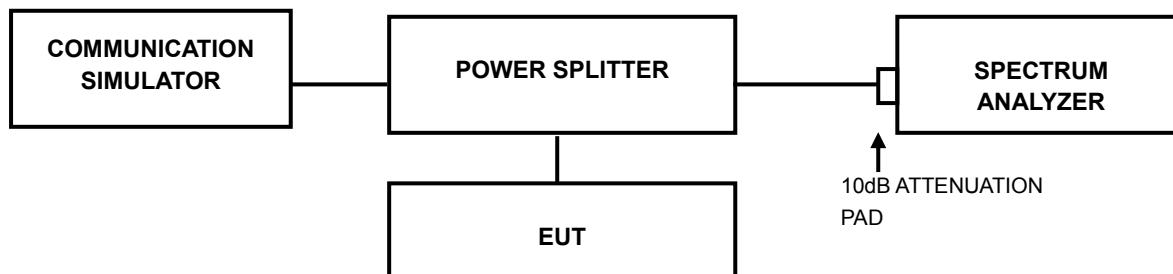 COMMUNICATION
SIMULATOR
POWER SPLITTER
SPECTRUM
ANALYZER
10dB ATTENUATION
PAD
EUT